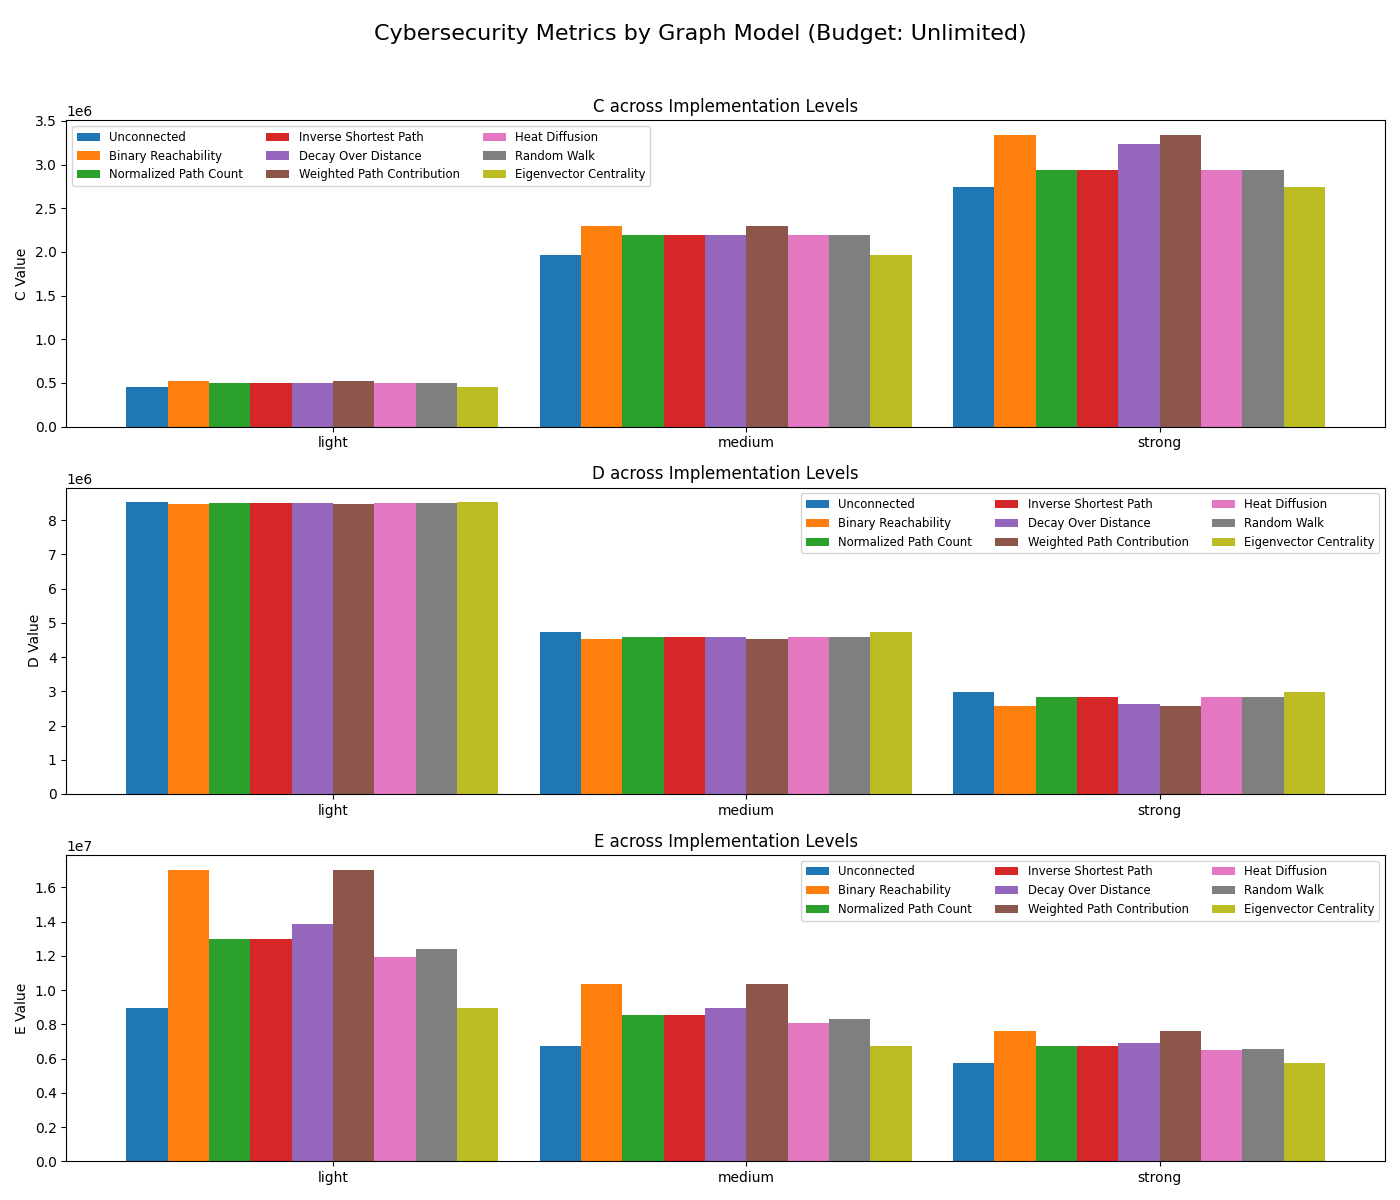 Cybersecurity Metrics by Graph Model (Budget: Unlimited)
C across Implementation Levels
1e6
3.5
3.0
2.5
2.0
1.5
1.0
0.5
0.0
C Value
Unconnected
Binary Reachability
Normalized Path Count
Inverse Shortest Path
Decay Over Distance
Weighted Path Contribution
Heat Diffusion
Random Walk
Eigenvector Centrality
light
medium
strong
D across Implementation Levels
1e6
8
7
6
5
4
3
2
1
0
D Value
Unconnected
Binary Reachability
Normalized Path Count
Inverse Shortest Path
Decay Over Distance
Weighted Path Contribution
Heat Diffusion
Random Walk
Eigenvector Centrality
light
medium
strong
E across Implementation Levels
1e7
1.6
1.4
1.2
1.0
0.8
0.6
0.4
0.2
0.0
E Value
Unconnected
Binary Reachability
Normalized Path Count
Inverse Shortest Path
Decay Over Distance
Weighted Path Contribution
Heat Diffusion
Random Walk
Eigenvector Centrality
light
medium
strong